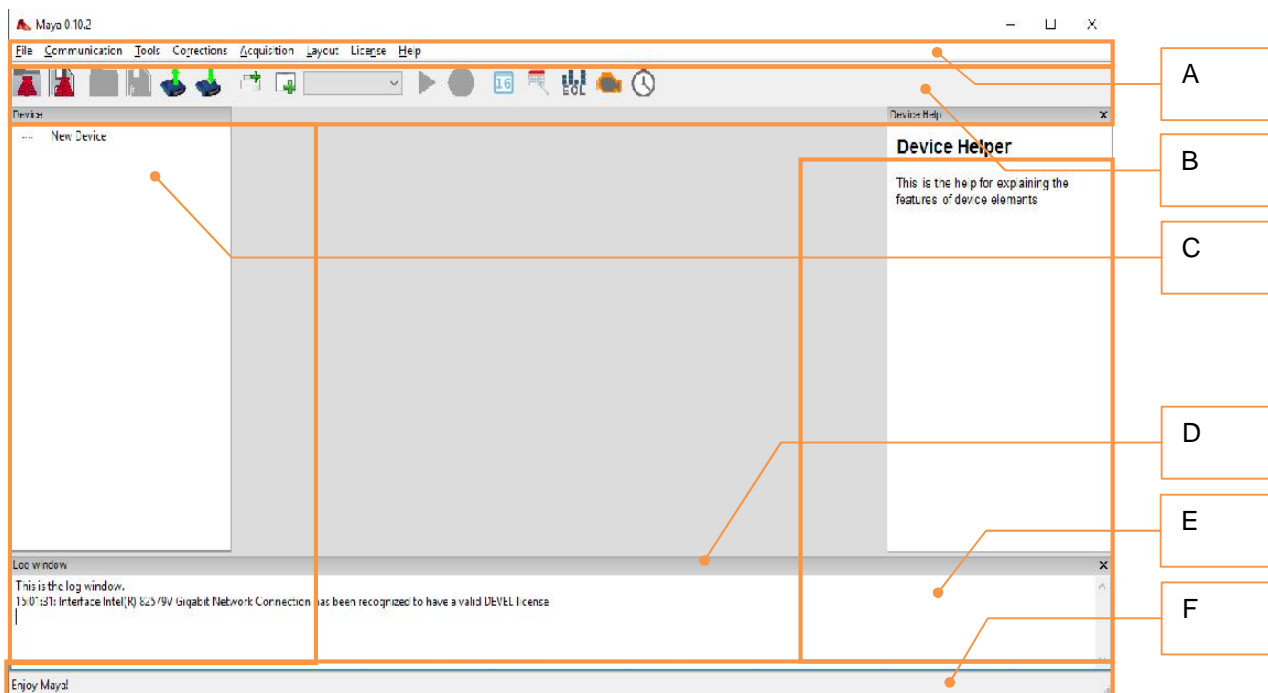 Maya 0.10.2
File Communication Tools Corrections Acquisition Layout License Help
A
16
EOL
B
Device
Device Help
New Device
Device Helper
This is the help for explaining the
features of device elements
C
D
E
Log window
This is the log window.
15:01:31: Interface Intel(R) 82579V Gigabit Network Connection has been recognized to have a valid DEVEL license
F
Enjoy Maya!